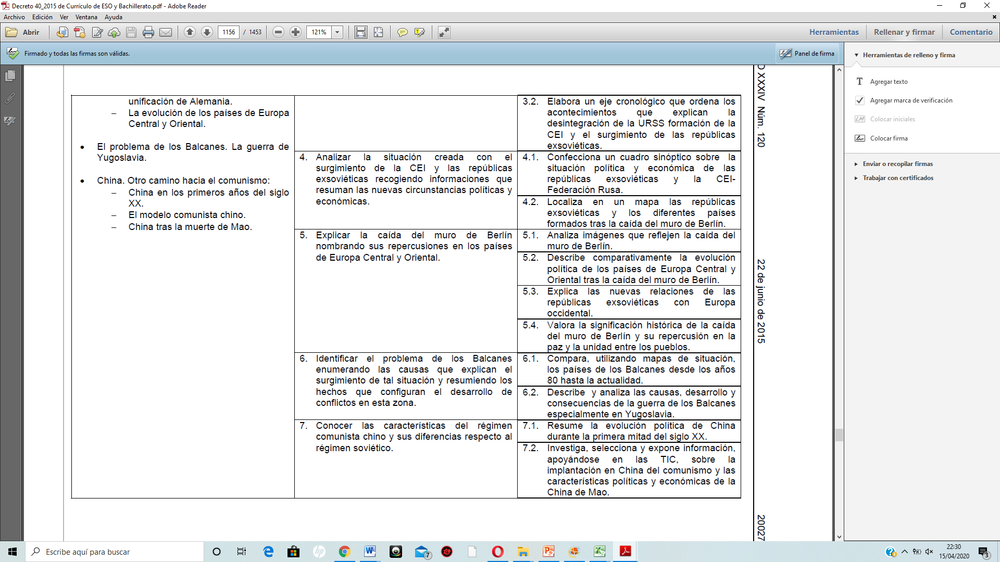 Decreto 40_2015 de Currículo de ESO y Bachillerato.pdf - Adobe Reader
Archivo Edición Ver Ventana Ayuda
Abrir 1156 / 1453 121% Herramientas Rellenar y firmar Comentario
Firmado y todas las firmas son válidas.
Panel de firma
unificación de Alemania.
– La evolución de los países de Europa
Central y Oriental.
• El problema de los Balcanes. La guerra de
Yugoslavia.
• China. Otro camino hacia el comunismo:
– China en los primeros años del siglo
XX.
– El modelo comunista chino.
– China tras la muerte de Mao.
4. Analizar la situación creada con el
surgimiento de la CEI y las repúblicas
exsoviéticas recogiendo informaciones que
resuman las nuevas circunstancias políticas y
económicas.
5. Explicar la caída del muro de Berlín
nombrando sus repercusiones en los países
de Europa Central y Oriental.
6. Identificar el problema de los Balcanes
enumerando las causas que explican el
surgimiento de tal situación y resumiendo los
hechos que configuran el desarrollo de
conflictos en esta zona.
7. Conocer las características del régimen
comunista chino y sus diferencias respecto al
régimen soviético.
3.2. Elabora un eje cronológico que ordena los
acontecimientos que explican la
desintegración de la URSS formación de la
CEI y el surgimiento de las repúblicas
exsoviéticas.
4.1. Confecciona un cuadro sinóptico sobre la
situación política y económica de las
repúblicas exsoviéticas y la CEI-
Federación Rusa.
4.2. Localiza en un mapa las repúblicas
exsoviéticas y los diferentes países
formados tras la caída del muro de Berlín.
5.1. Analiza imágenes que reflejen la caída del
muro de Berlín.
5.2. Describe comparativamente la evolución
política de los países de Europa Central y
Oriental tras la caída del muro de Berlín.
5.3. Explica las nuevas relaciones de las
repúblicas exsoviéticas con Europa
occidental.
5.4. Valora la significación histórica de la caída
del muro de Berlín y su repercusión en la
paz y la unidad entre los pueblos.
6.1. Compara, utilizando mapas de situación,
los países de los Balcanes desde los años
80 hasta la actualidad.
6.2. Describe y analiza las causas, desarrollo y
consecuencias de la guerra de los Balcanes
especialmente en Yugoslavia.
7.1. Resume la evolución política de China
durante la primera mitad del siglo XX.
7.2. Investiga, selecciona y expone información,
apoyándose en las TIC, sobre la
implantación en China del comunismo y las
características políticas y económicas de la
China de Mao.
O XXXIV Núm. 120
22 de junio de 2015
20027
Herramientas de relleno y firma
T Agregar texto
Agregar marca de verificación
LM Colocar iniciales
Colocar firma
Enviar o recopilar firmas
Trabajar con certificados
Escribe aquí para buscar
7
22:30
15/04/2020
3